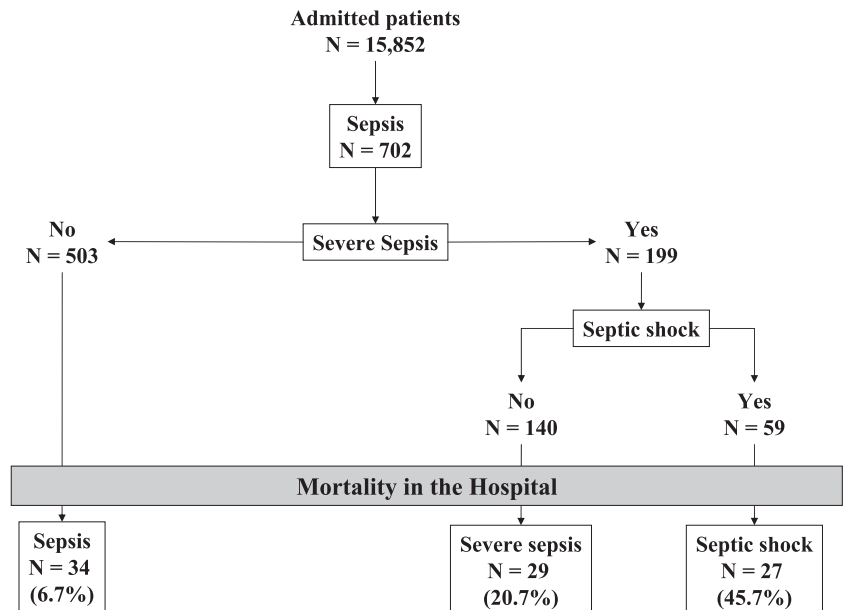 Admitted patients
N = 15,852
Sepsis
N = 702
Severe Sepsis
No
N = 503
Yes
N = 199
Septic shock
No
N = 140
Yes
N = 59
Mortality in the Hospital
Sepsis
N = 34
(6.7%)
Severe sepsis
N = 29
(20.7%)
Septic shock
N = 27
(45.7%)